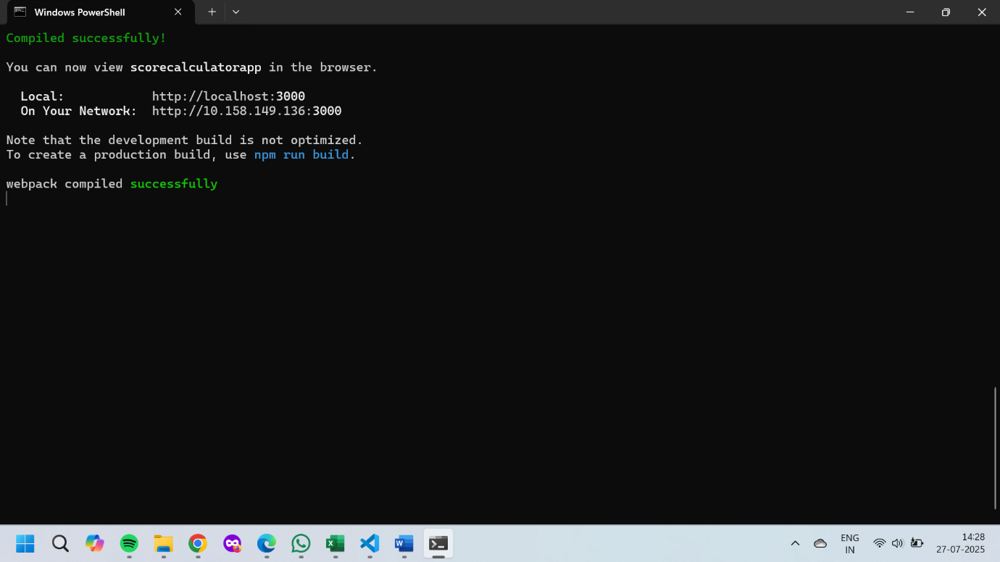 Windows PowerShell
Compiled successfully!
You can now view scorecalculatorapp in the browser.
Local: http://localhost:3000
On Your Network: http://10.158.149.136:3000
Note that the development build is not optimized.
To create a production build, use npm run build.
webpack compiled successfully
ENG
IN
14:28
27-07-2025